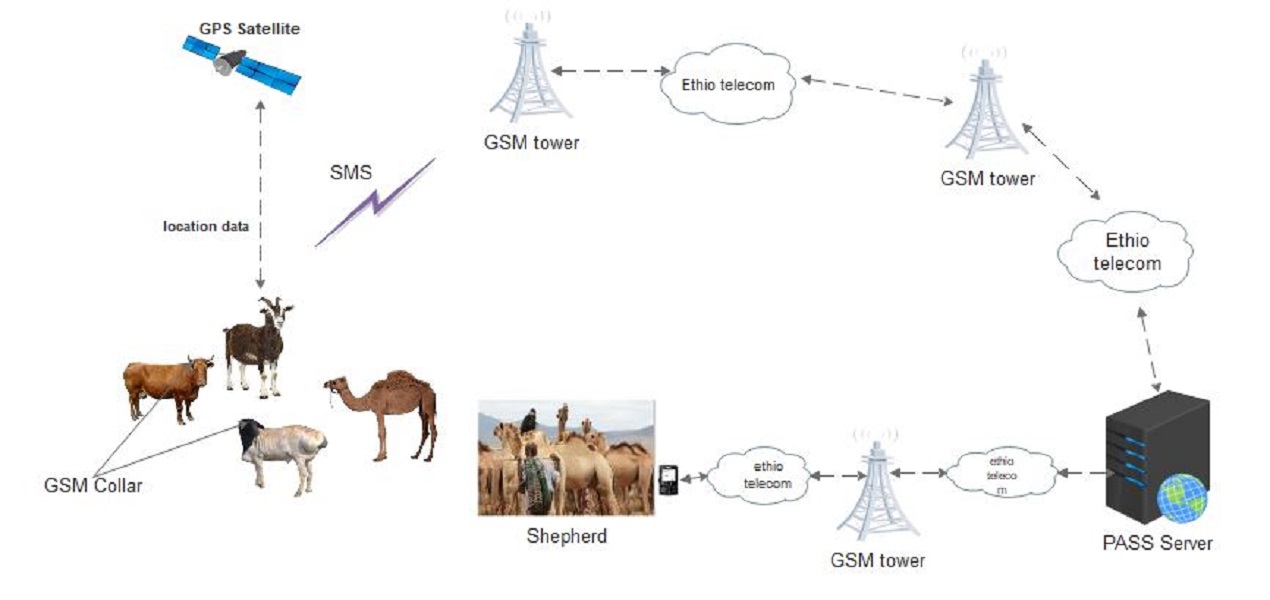 GPS Satellite
Ethio telecom
GSM tower
SMS
GSM tower
location data
Ethio
telecom
GSM Collar
ethio
telecom
ethio
teleco
m
Shepherd
GSM tower
PASS Server